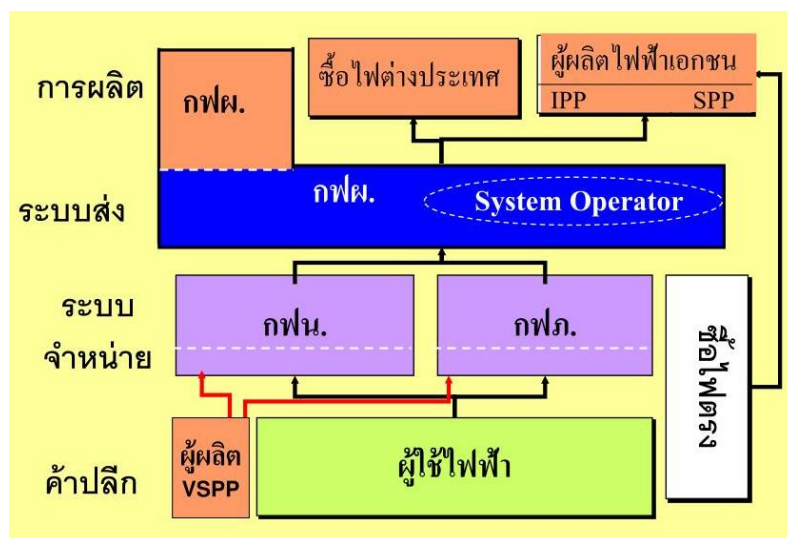 การผลิต
กฟผ.
ซื้อไฟต่างประเทศ
ผู้ผลิตไฟฟ้าเอกชน
IPP SPP
ระบบส่ง
กฟผ.
System Operator
ระบบ
จำหน่าย
กฟน.
กฟภ.
ซื้อไฟตรง
ค้าปลีก
ผู้ผลิต
VSPP
ผู้ใช้ไฟฟ้า